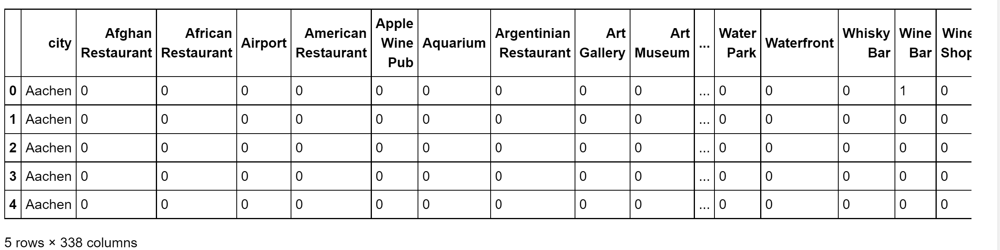 city Afghan Restaurant African Restaurant Airport American Restaurant Apple Wine Pub Aquarium Argentinian Restaurant Art Gallery Art Museum ... Water Park Waterfront Whisky Bar Wine Bar Wine Shop
0 Aachen 0 0 0 0 0 0 0 0 0 ... 0 0 0 1 0
1 Aachen 0 0 0 0 0 0 0 0 0 ... 0 0 0 0 0
2 Aachen 0 0 0 0 0 0 0 0 0 ... 0 0 0 0 0
3 Aachen 0 0 0 0 0 0 0 0 0 ... 0 0 0 0 0
4 Aachen 0 0 0 0 0 0 0 0 0 ... 0 0 0 0 0
5 rows × 338 columns